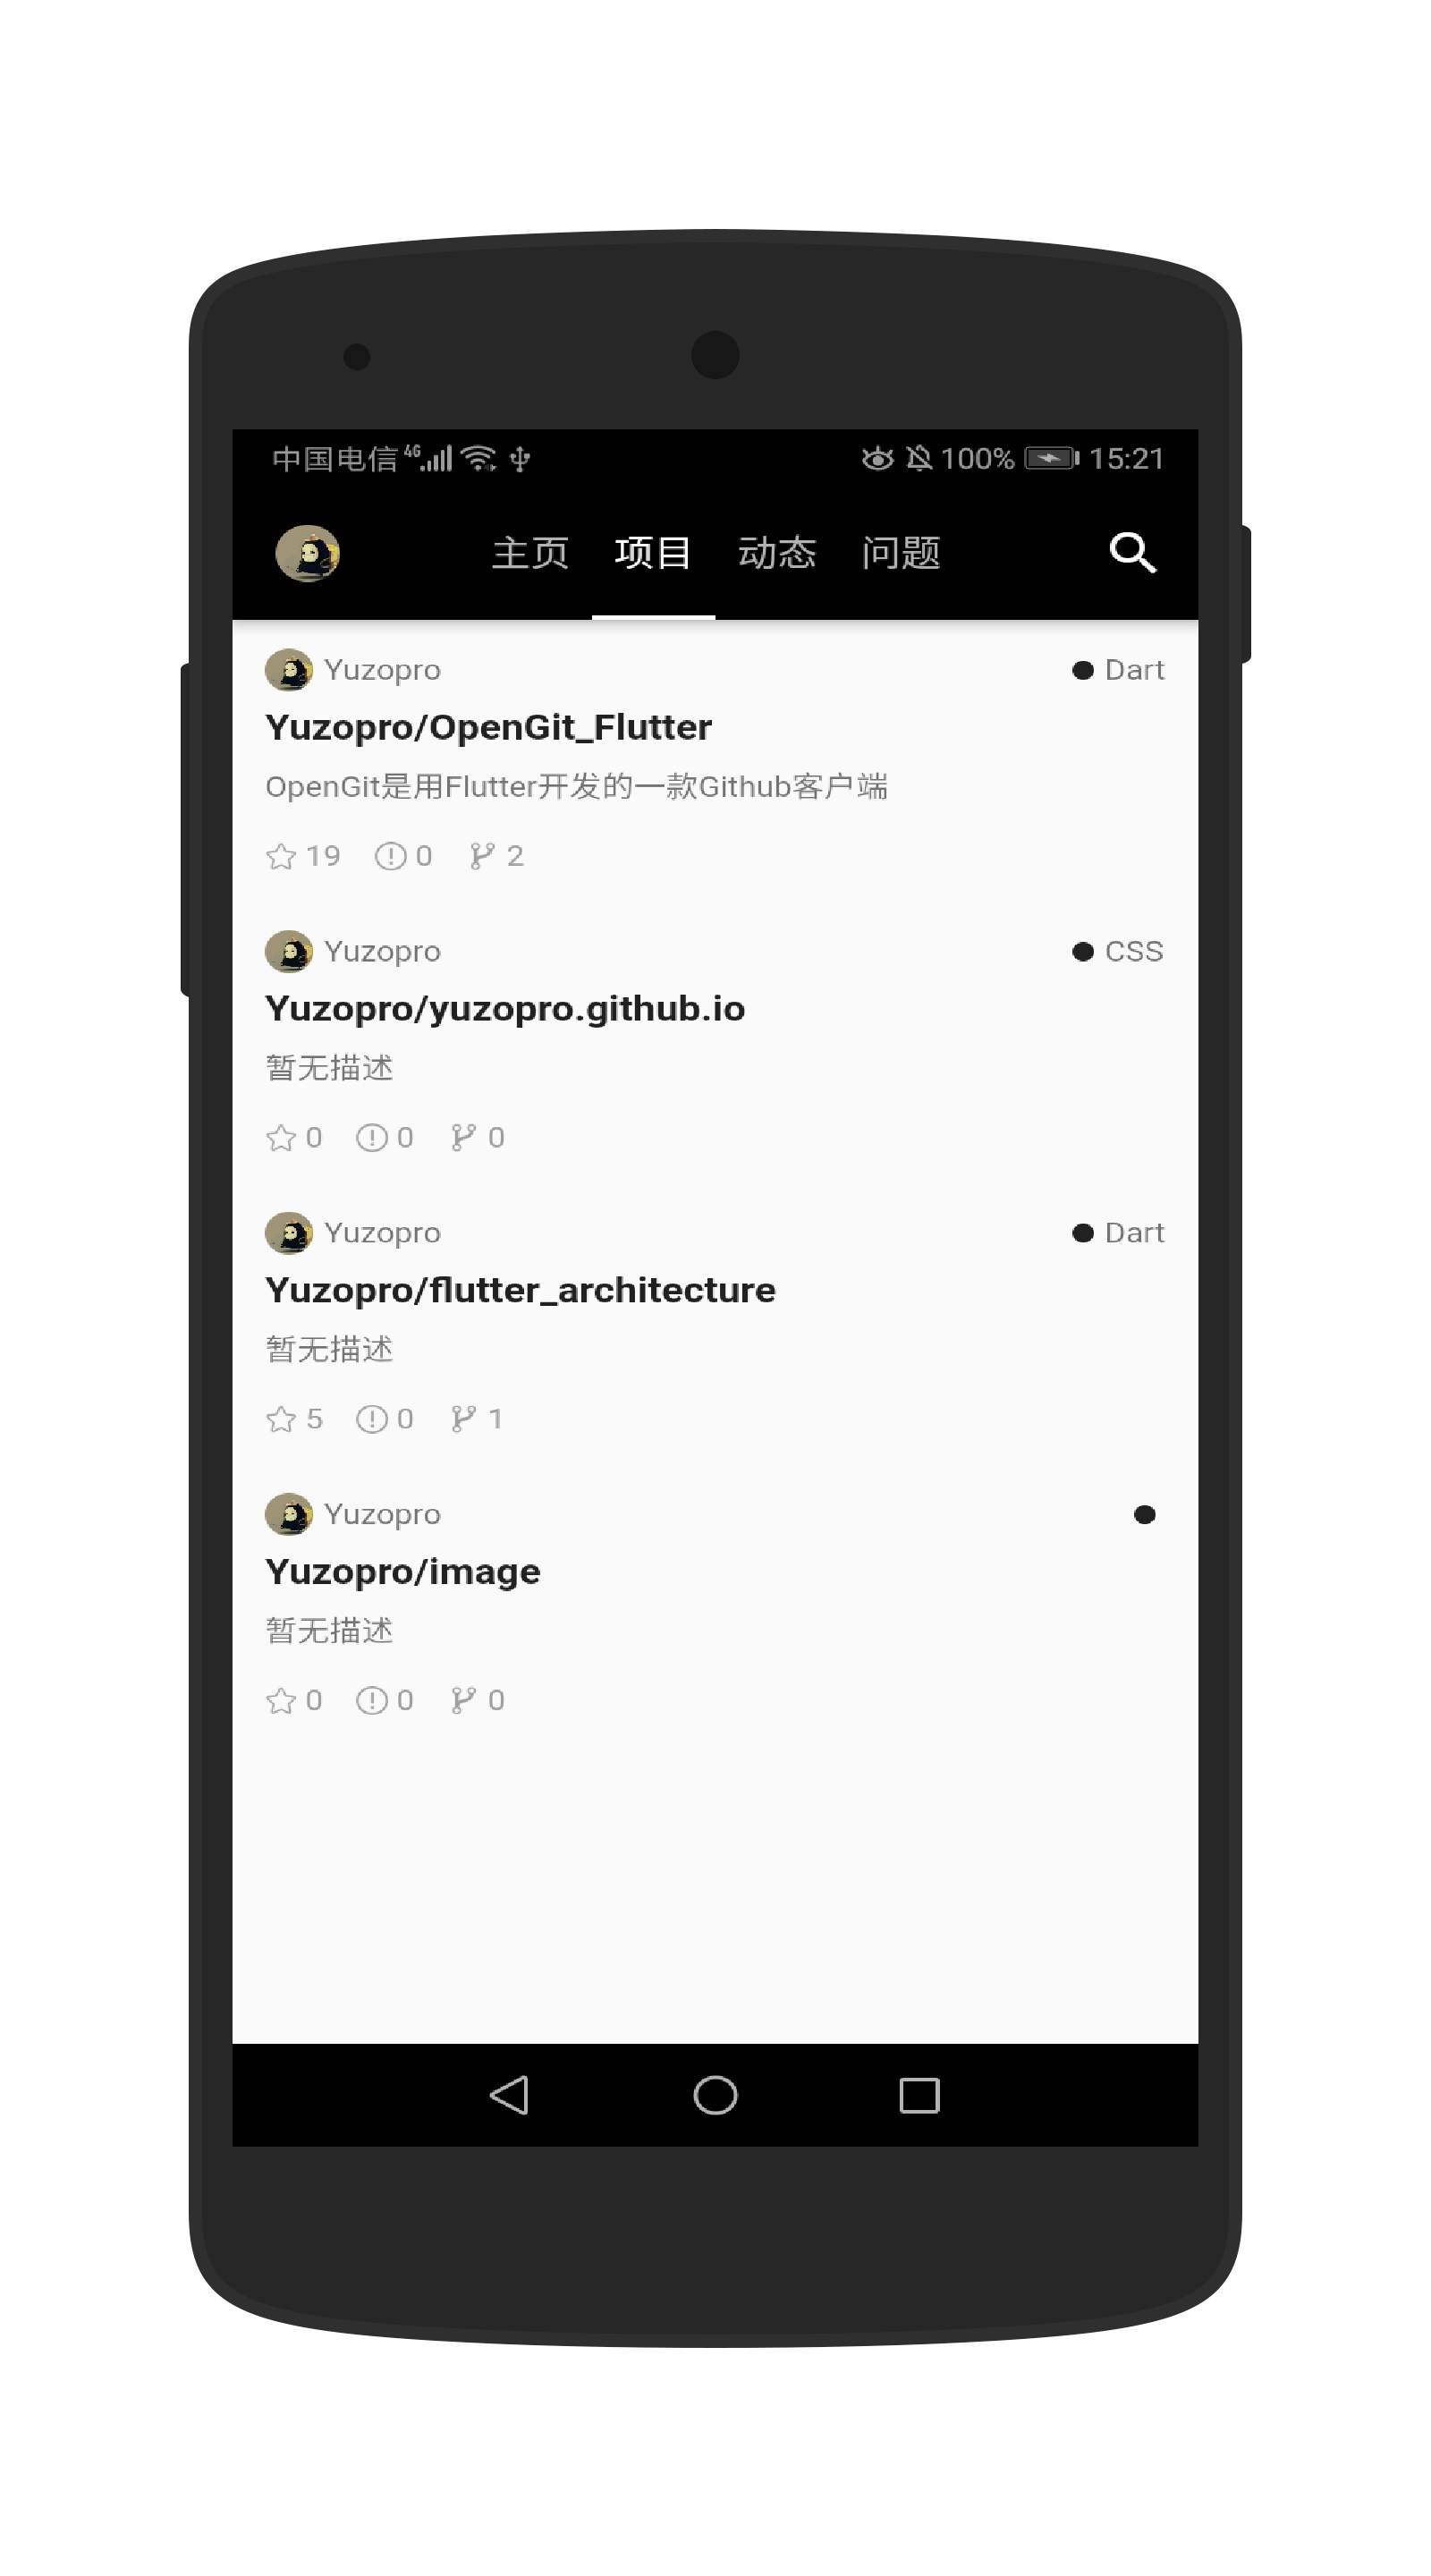 中国电信 4G 100% 15:21
主页 项目 动态 问题
Yuzopro Dart
Yuzopro/OpenGit_Flutter
OpenGit是用Flutter开发的一款Github客户端
19 0 2
Yuzopro CSS
Yuzopro/yuzopro.github.io
暂无描述
0 0 0
Yuzopro Dart
Yuzopro/flutter_architecture
暂无描述
5 0 1
Yuzopro
Yuzopro/image
暂无描述
0 0 0